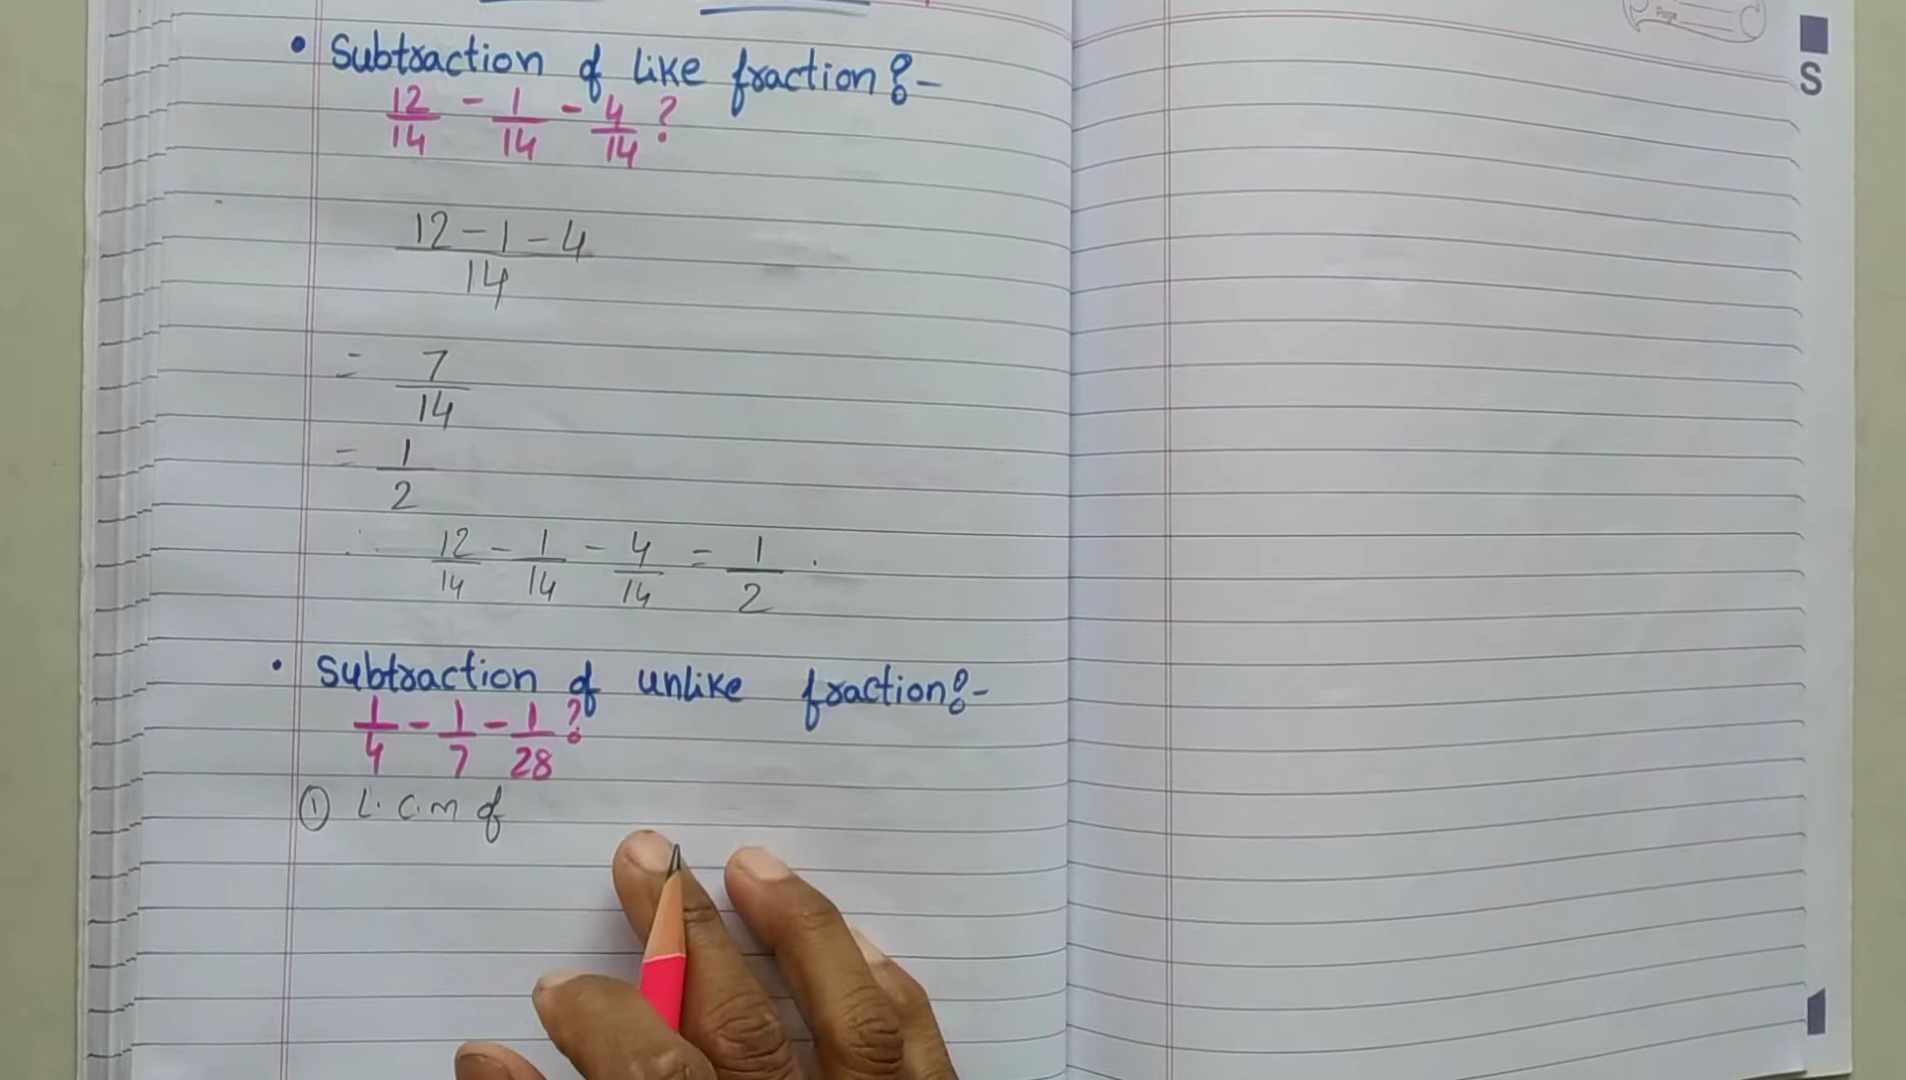 • Subtraction of like fraction :-
12/14 - 1/14 - 4/14 ?
12 - 1 - 4 / 14
= 7/14
= 1/2
∴ 12/14 - 1/14 - 4/14 = 1/2 .
• Subtraction of unlike fraction :-
1/4 - 1/7 - 1/28 ?
① L.C.M of
Page
S